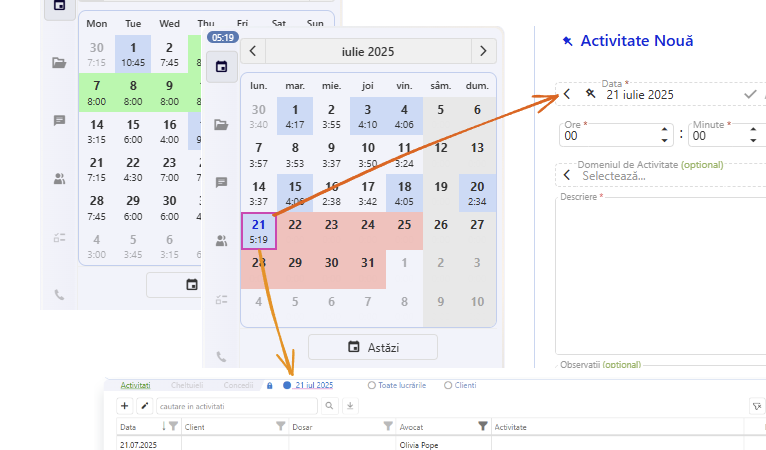 Mon Tue Wed Thu Fri Sat Sun
30 1 2
7:15 10:45 7:45
7 8 9
8:00 8:00 8:00 8
14 15 16
3:15 6:00 4:00 9
21 22 23
7:15 4:30 7:00 7
28 29 30
7:45 6:00 6:00 4
4 5 6
3:00 3:45 3:15 6
05:19
iulie 2025
lun. mar. mie. joi vin. sâm. dum.
30 1 2 3 4 5 6
3:40 4:17 3:55 4:10 4:06
7 8 9 10 11 12 13
3:57 3:53 3:37 3:50 3:24
14 15 16 17 18 19 20
3:37 4:06 2:38 3:42 4:05 2:34
21 22 23 24 25 26 27
5:19
28 29 30 31 1 2 3
4 5 6 7 8 9 10
Astăzi
Activitate Nouă
Data *
21 iulie 2025
Ore * Minute *
00 : 00
Domeniul de Activitate (optional)
Selectează...
Descriere *
Observații (optional)
Activitati Cheltuieli Concedii 21 iul 2025 Toate lucrările Clienti
cautare in activitati
Data Client Dosar Avocat Activitate
21.07.2025 Olivia Pope